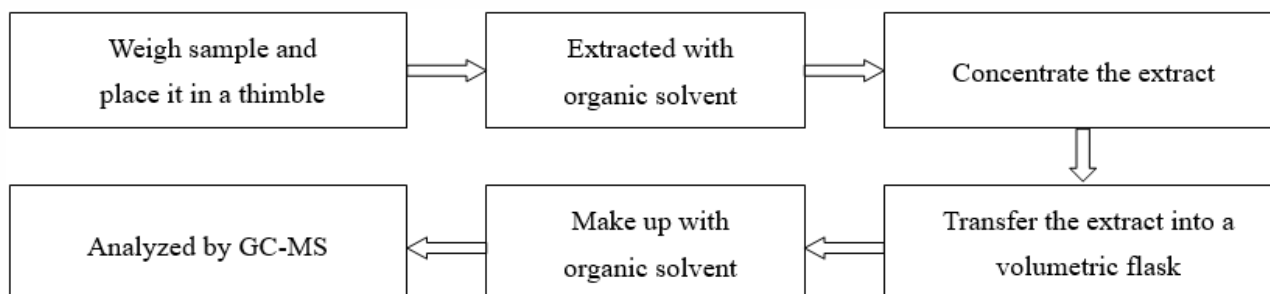 Weigh sample and
place it in a thimble
Extracted with
organic solvent
Concentrate the extract
Transfer the extract into a
volumetric flask
Make up with
organic solvent
Analyzed by GC-MS